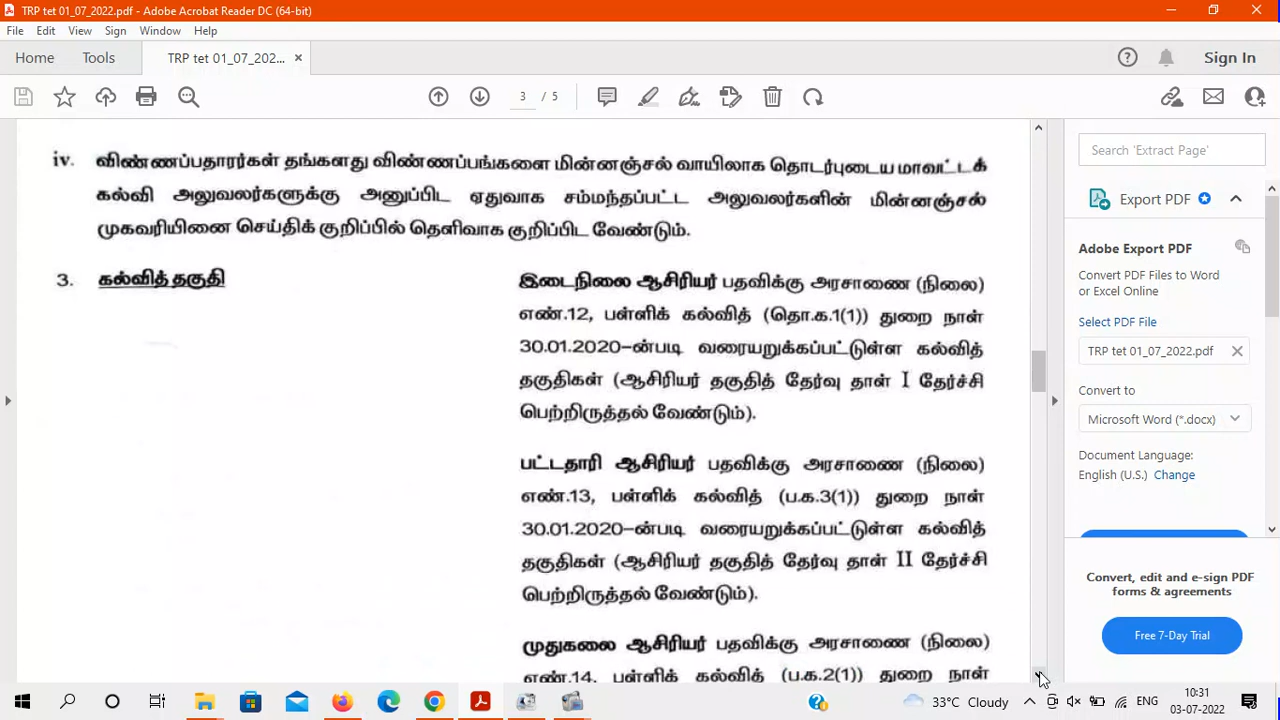 TRP tet 01_07_2022.pdf - Adobe Acrobat Reader DC (64-bit)
File Edit View Sign Window Help
Home Tools TRP tet 01_07_202... × Sign In
3 / 5
iv. விண்ணப்பதாரர்கள் தங்களது விண்ணப்பங்களை மின்னஞ்சல் வாயிலாக தொடர்புடைய மாவட்டக்
கல்வி அலுவலர்களுக்கு அனுப்பிட ஏதுவாக சம்மந்தப்பட்ட அலுவலர்களின் மின்னஞ்சல்
முகவரியினை செய்திக் குறிப்பில் தெளிவாக குறிப்பிட வேண்டும்.
3. கல்வித் தகுதி
இடைநிலை ஆசிரியர் பதவிக்கு அரசாணை (நிலை)
எண்.12, பள்ளிக் கல்வித் (தொ.க.1(1)) துறை நாள்
30.01.2020-ன்படி வரையறுக்கப்பட்டுள்ள கல்வித்
தகுதிகள் (ஆசிரியர் தகுதித் தேர்வு தாள் I தேர்ச்சி
பெற்றிருத்தல் வேண்டும்).
பட்டதாரி ஆசிரியர் பதவிக்கு அரசாணை (நிலை)
எண்.13, பள்ளிக் கல்வித் (ப.க.3(1)) துறை நாள்
30.01.2020-ன்படி வரையறுக்கப்பட்டுள்ள கல்வித்
தகுதிகள் (ஆசிரியர் தகுதித் தேர்வு தாள் II தேர்ச்சி
பெற்றிருத்தல் வேண்டும்).
முதுகலை ஆசிரியர் பதவிக்கு அரசாணை (நிலை)
எண்.14, பள்ளிக் கல்வித் (ப.க.2(1)) துறை நாள்
Search 'Extract Page'
Export PDF
Adobe Export PDF
Convert PDF Files to Word
or Excel Online
Select PDF File
TRP tet 01_07_2022.pdf
Convert to
Microsoft Word (*.docx)
Document Language:
English (U.S.) Change
Convert, edit and e-sign PDF
forms & agreements
Free 7-Day Trial
33°C Cloudy ENG 10:31
03-07-2022